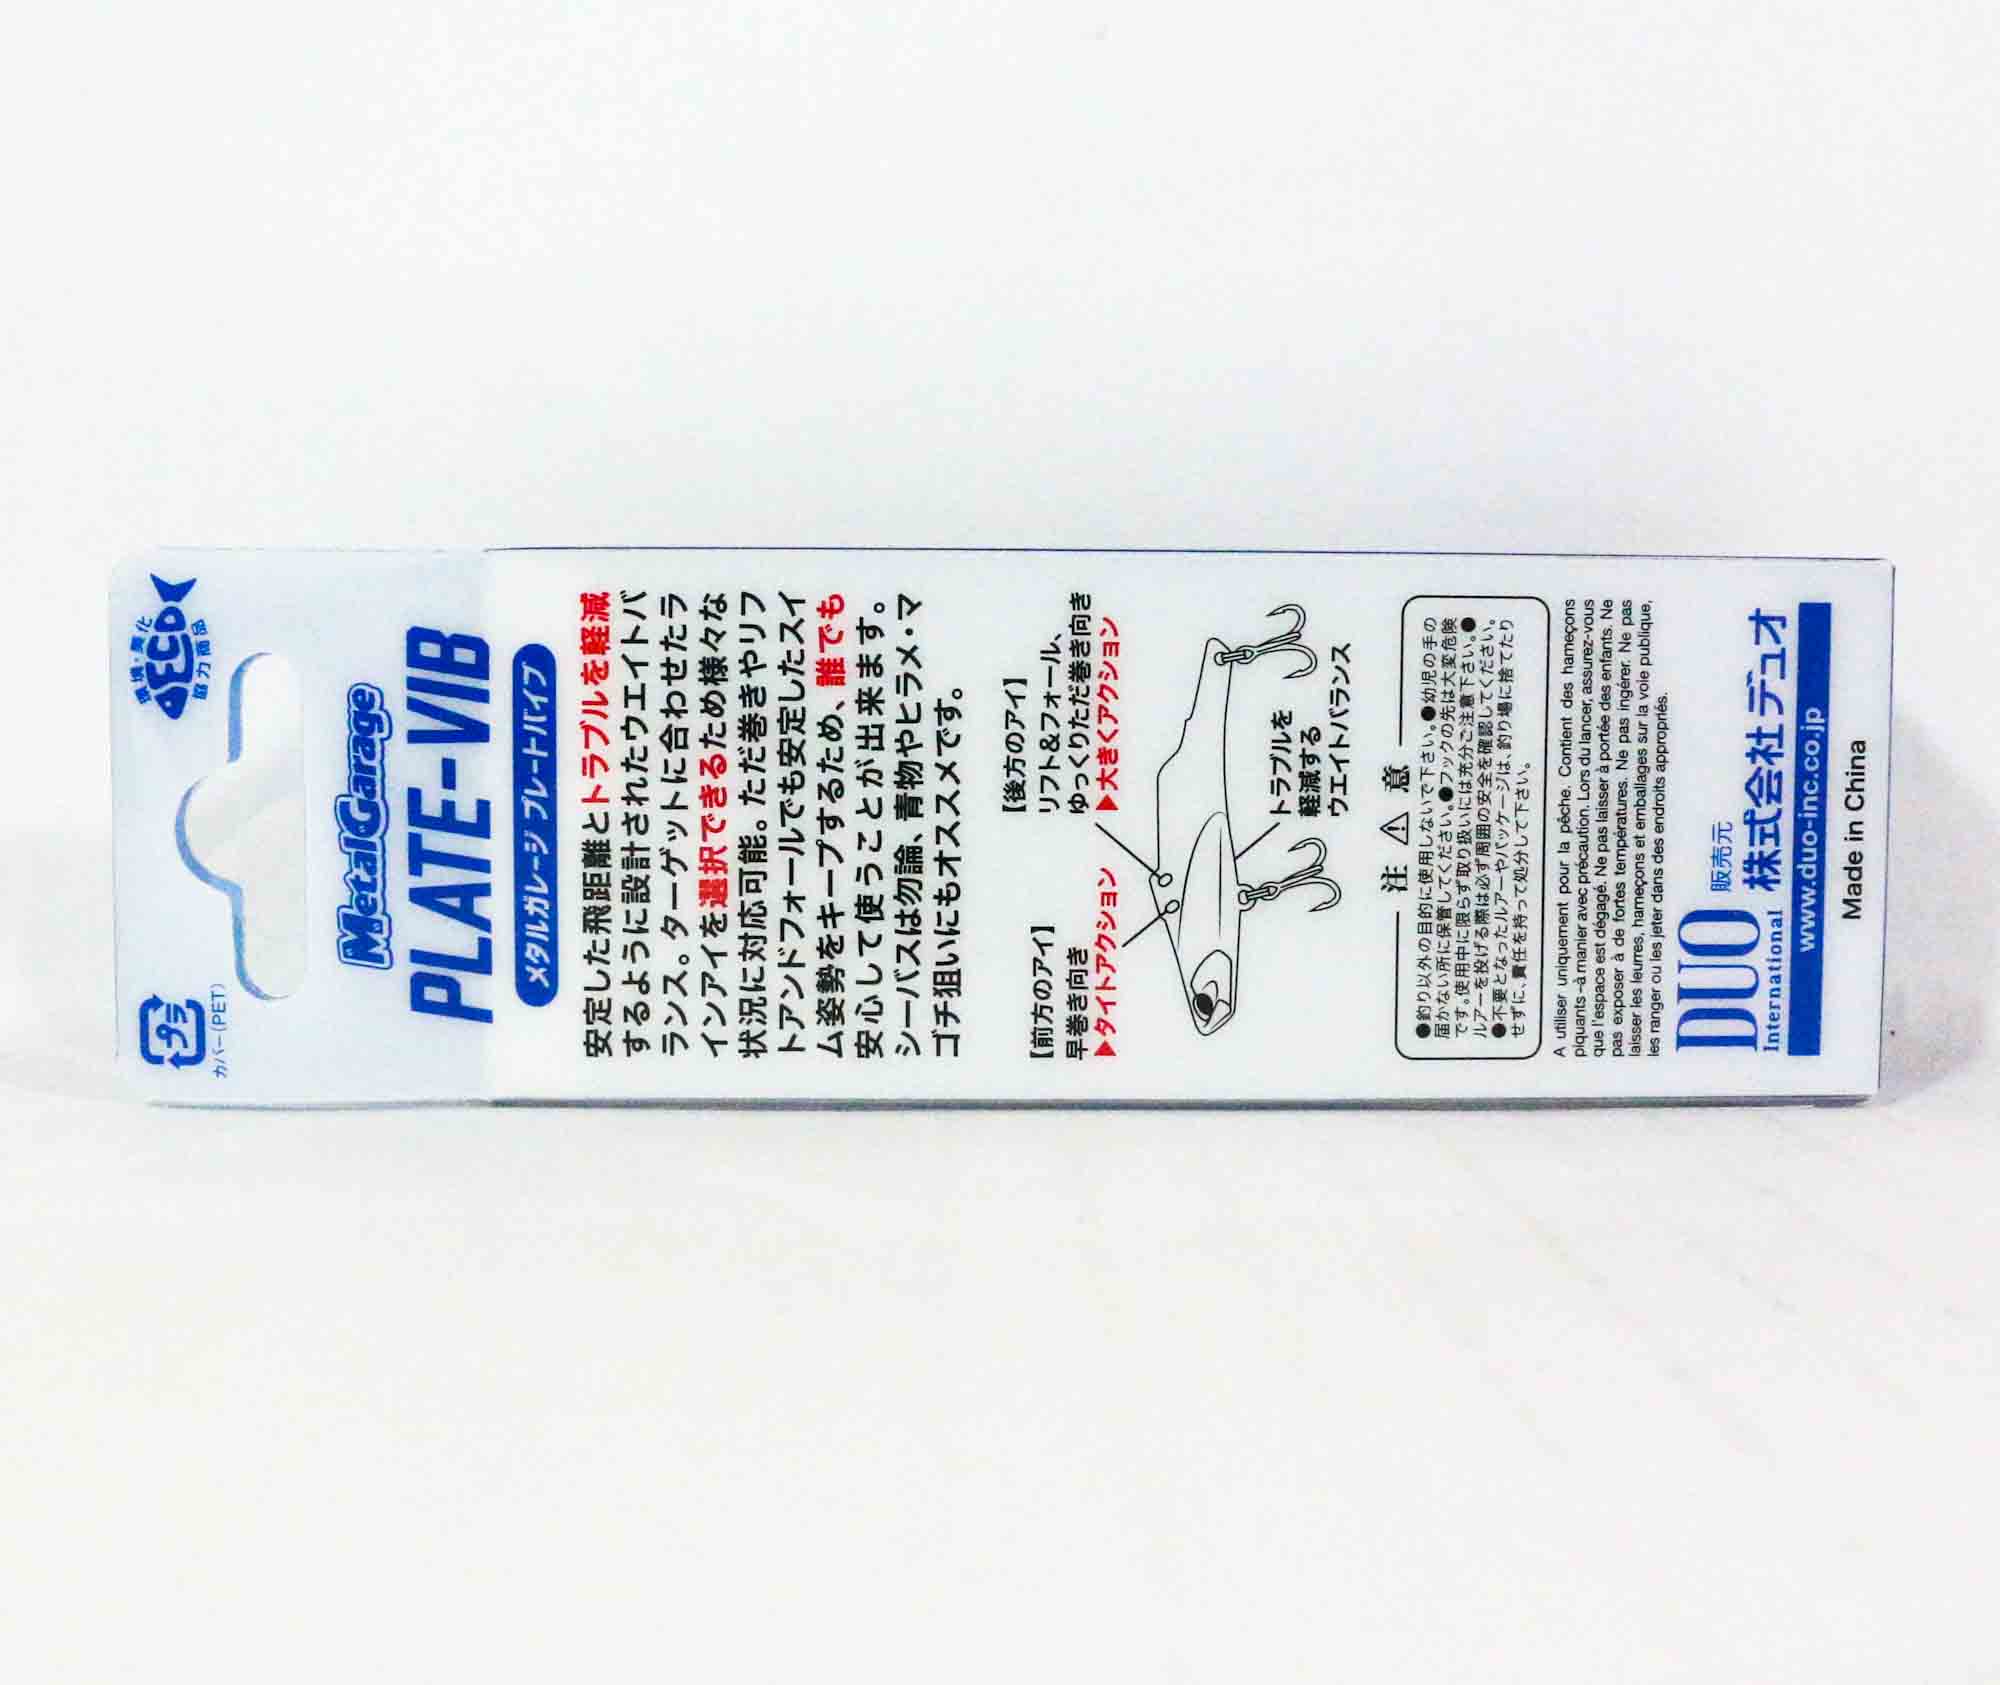 プラ
カバー(PET)
環境・美化
ECO
協力商品
Metal Garage
PLATE-VIB
メタルガレージ プレートバイブ
安定した飛距離とトラブルを軽減
するように設計されたウエイトバ
ランス。ターゲットに合わせたラ
インアイを選択できるため様々な
状況に対応可能。ただ巻きやリフ
トアンドフォールでも安定したスイ
ム姿勢をキープするため、誰でも
安心して使うことが出来ます。
シーバスは勿論、青物やヒラメ・マ
ゴチ狙いにもオススメです。
【前方のアイ】
早巻き向き
▶タイトアクション
【後方のアイ】
リフト&フォール、
ゆっくりただ巻き向き
▶大きくアクション
トラブルを
軽減する
ウエイトバランス
注 意
●釣り以外の目的に使用しないで下さい。●幼児の手の
届かない所に保管してください。●フックの先は大変危険
です。使用中に限らず取り扱いには充分ご注意下さい。●
ルアーを投げる際は必ず周囲の安全を確認してください。
●不要となったルアーやパッケージは、釣り場に捨てたり
せずに、責任を持って処分して下さい。
A utiliser uniquement pour la pèche. Contient des hameçons
piquants -à manier avec précaution. Lors du lancer, assurez-vous
que l'espace est dégagé. Ne pas laisser à portée des enfants. Ne
pas exposer à de fortes températures. Ne pas ingérer. Ne pas
laisser les leurres, hameçons et emballages sur la voie publique,
les ranger ou les jeter dans des endroits appropriés.
DUO
International
販売元
株式会社デュオ
www.duo-inc.co.jp
Made in China